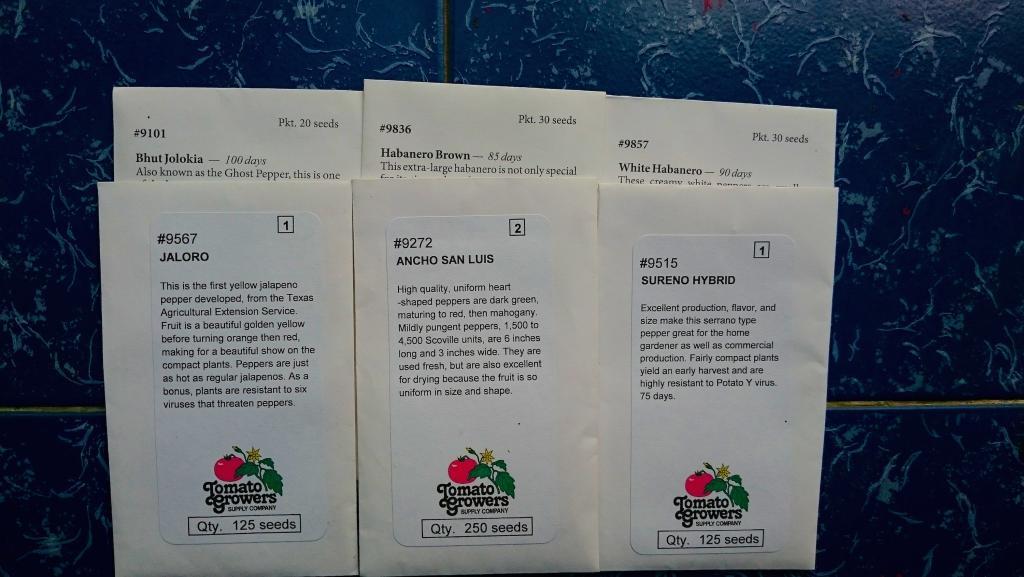 #9101
Pkt. 20 seeds
Bhut Jolokia — 100 days
Also known as the Ghost Pepper, this is one
#9836
Pkt. 30 seeds
Habanero Brown — 85 days
This extra-large habanero is not only special
#9857
Pkt. 30 seeds
White Habanero — 90 days
These creamy white peppers
1
#9567
JALORO
This is the first yellow jalapeno
pepper developed, from the Texas
Agricultural Extension Service.
Fruit is a beautiful golden yellow
before turning orange then red,
making for a beautiful show on the
compact plants. Peppers are just
as hot as regular jalapenos. As a
bonus, plants are resistant to six
viruses that threaten peppers.
Tomato
Growers
SUPPLY COMPANY
Qty. 125 seeds
2
#9272
ANCHO SAN LUIS
High quality, uniform heart
-shaped peppers are dark green,
maturing to red, then mahogany.
Mildly pungent peppers, 1,500 to
4,500 Scoville units, are 6 inches
long and 3 inches wide. They are
used fresh, but are also excellent
for drying because the fruit is so
uniform in size and shape.
Tomato
Growers
SUPPLY COMPANY
Qty. 250 seeds
1
#9515
SURENO HYBRID
Excellent production, flavor, and
size make this serrano type
pepper great for the home
gardener as well as commercial
production. Fairly compact plants
yield an early harvest and are
highly resistant to Potato Y virus.
75 days.
Tomato
Growers
SUPPLY COMPANY
Qty. 125 seeds